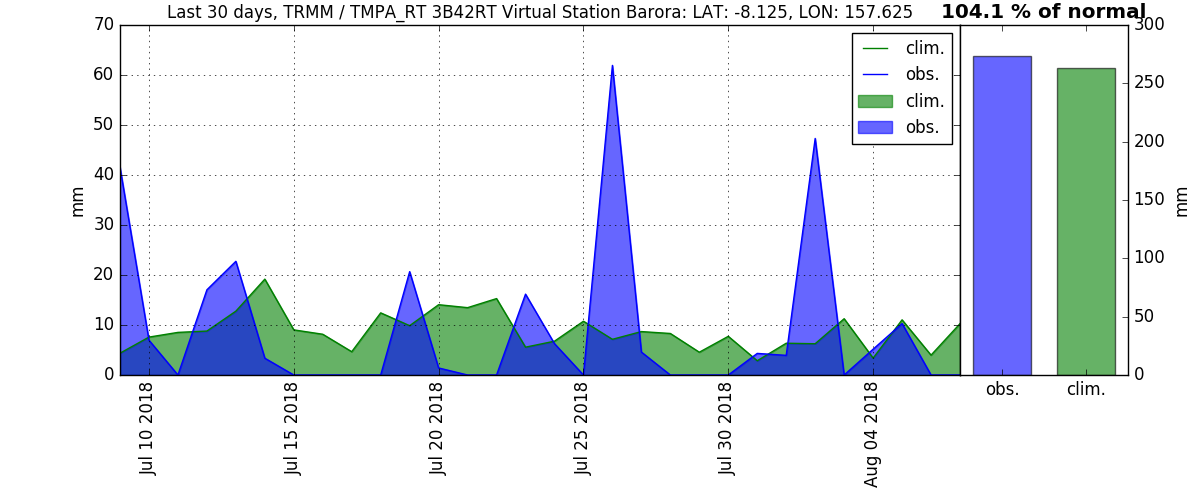 Last 30 days, TRMM / TMPA_RT 3B42RT Virtual Station Barora: LAT: -8.125, LON: 157.625
104.1 % of normal
70
60
50
40
30
20
10
0
mm
clim.
obs.
clim.
obs.
Jul 10 2018
Jul 15 2018
Jul 20 2018
Jul 25 2018
Jul 30 2018
Aug 04 2018
300
250
200
150
100
50
0
mm
obs.
clim.